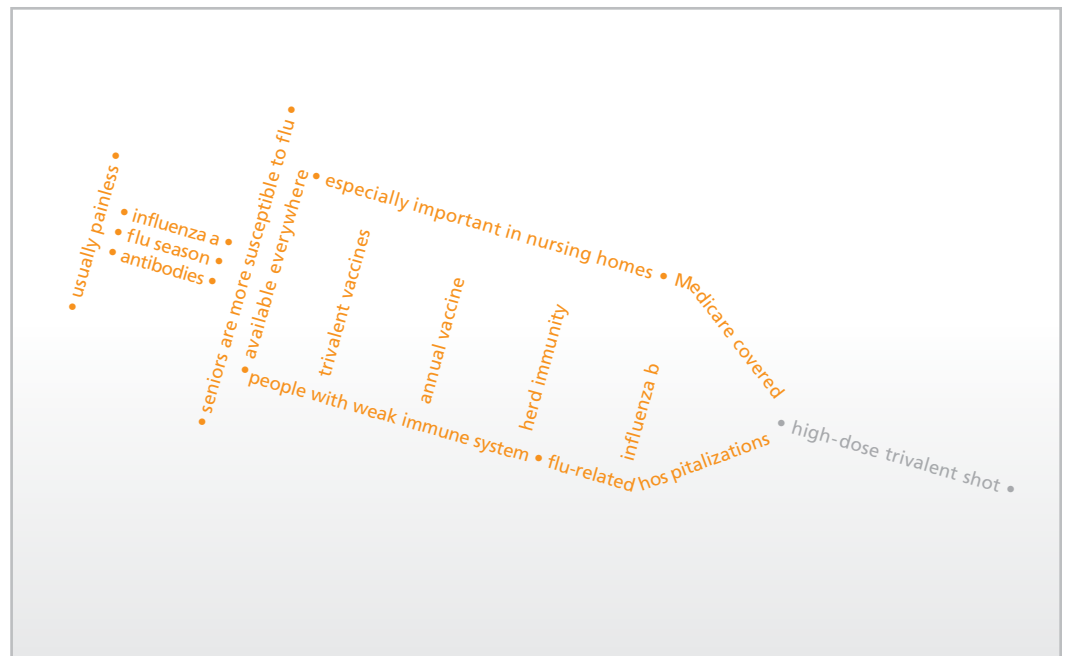 • usually painless •
• influenza a •
• flu season •
• antibodies •
• seniors are more susceptible to flu •
• available everywhere
• especially important in nursing homes •
Medicare covered
trivalent vaccines
annual vaccine
herd immunity
influenza b
people with weak immune system •
flu-related hos pitalizations
• high-dose trivalent shot •